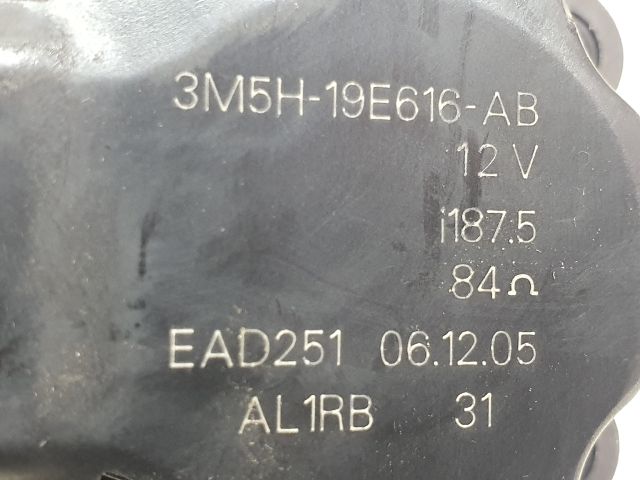 3M5H-19E616-AB
12 V
i187.5
84Ω
EAD251 06.12.05
AL1RB 31